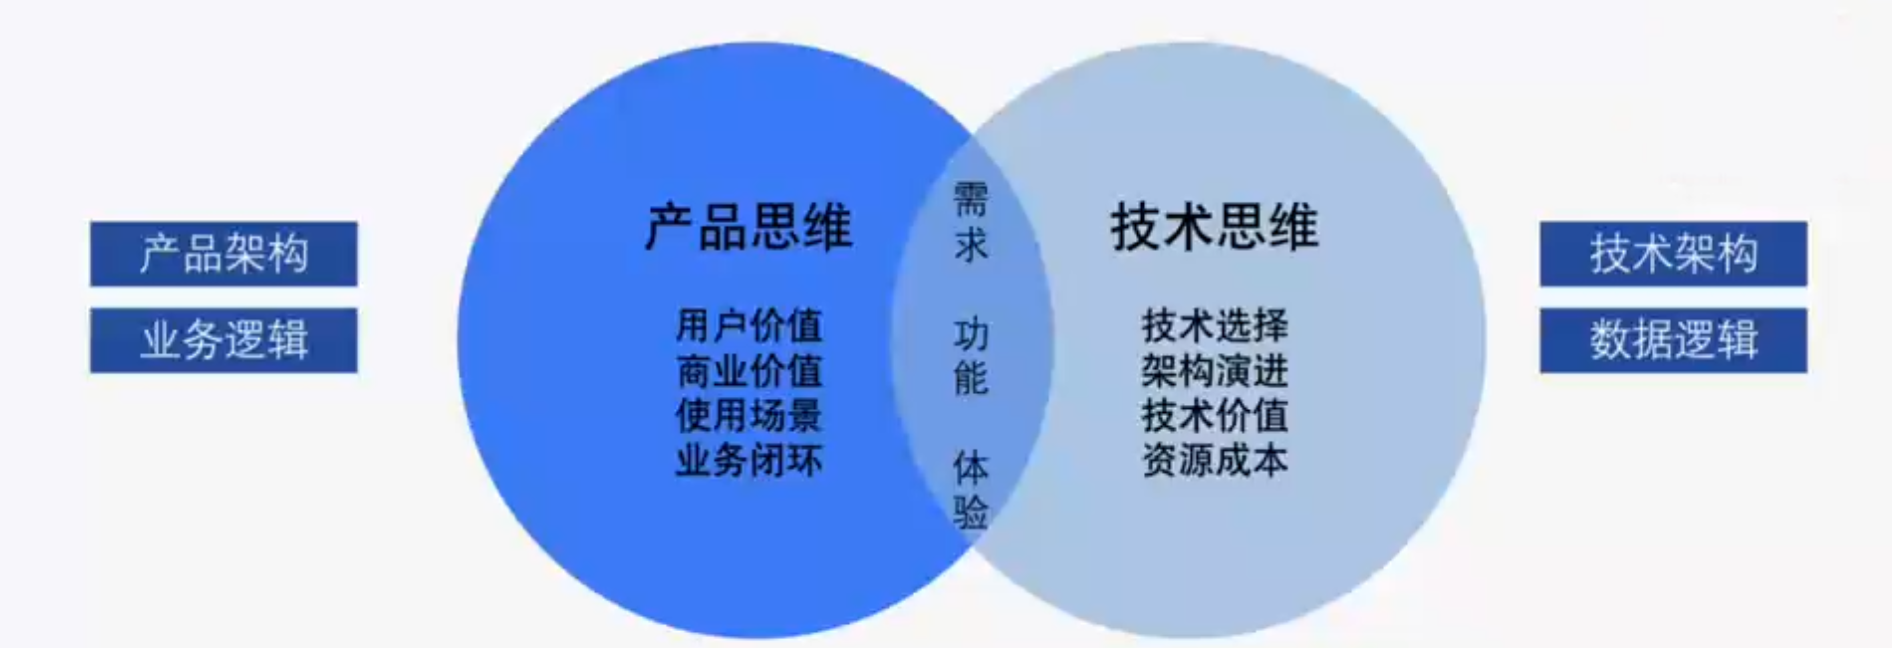 产品架构
业务逻辑
产品思维
用户价值
商业价值
使用场景
业务闭环
需求
功能
体验
技术思维
技术选择
架构演进
技术价值
资源成本
技术架构
数据逻辑